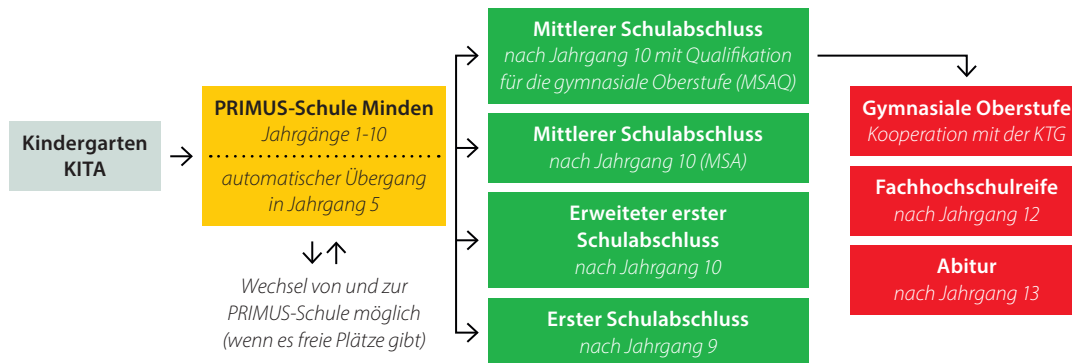 Kindergarten
KITA
PRIMUS-Schule Minden
Jahrgänge 1-10
automatischer Übergang
in Jahrgang 5
Wechsel von und zur
PRIMUS-Schule möglich
(wenn es freie Plätze gibt)
Mittlerer Schulabschluss
nach Jahrgang 10 mit Qualifikation
für die gymnasiale Oberstufe (MSAQ)
Mittlerer Schulabschluss
nach Jahrgang 10 (MSA)
Erweiteter erster
Schulabschluss
nach Jahrgang 10
Erster Schulabschluss
nach Jahrgang 9
Gymnasiale Oberstufe
Kooperation mit der KTG
Fachhochschulreife
nach Jahrgang 12
Abitur
nach Jahrgang 13